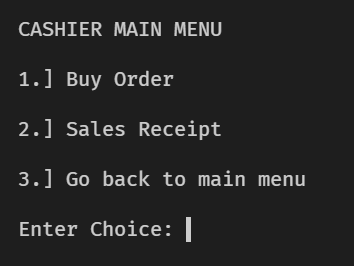 CASHIER MAIN MENU
1.] Buy Order
2.] Sales Receipt
3.] Go back to main menu
Enter Choice: